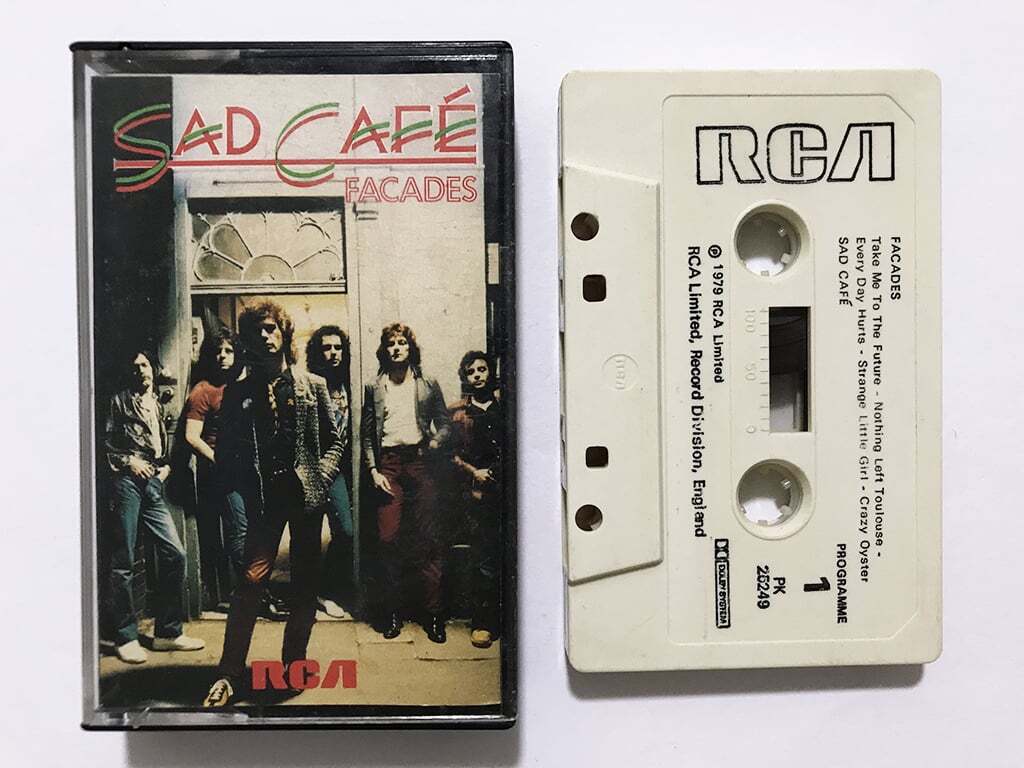 SAD CAFÉ
FACADES
RCA
RCA
FACADES
Take Me To The Future - Nothing Left Toulouse -
Every Day Hurts - Strange Little Girl - Crazy Oyster
SAD CAFÉ
100 50 0
℗ 1979 RCA Limited
RCA Limited, Record Division, England
PROGRAMME
1
PK
25249
DOLBY SYSTEM